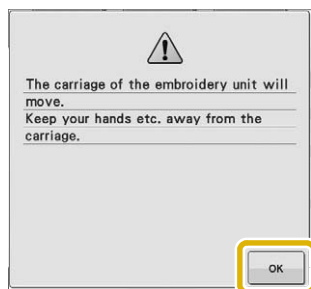 The carriage of the embroidery unit will
move.
Keep your hands etc. away from the
carriage.
OK